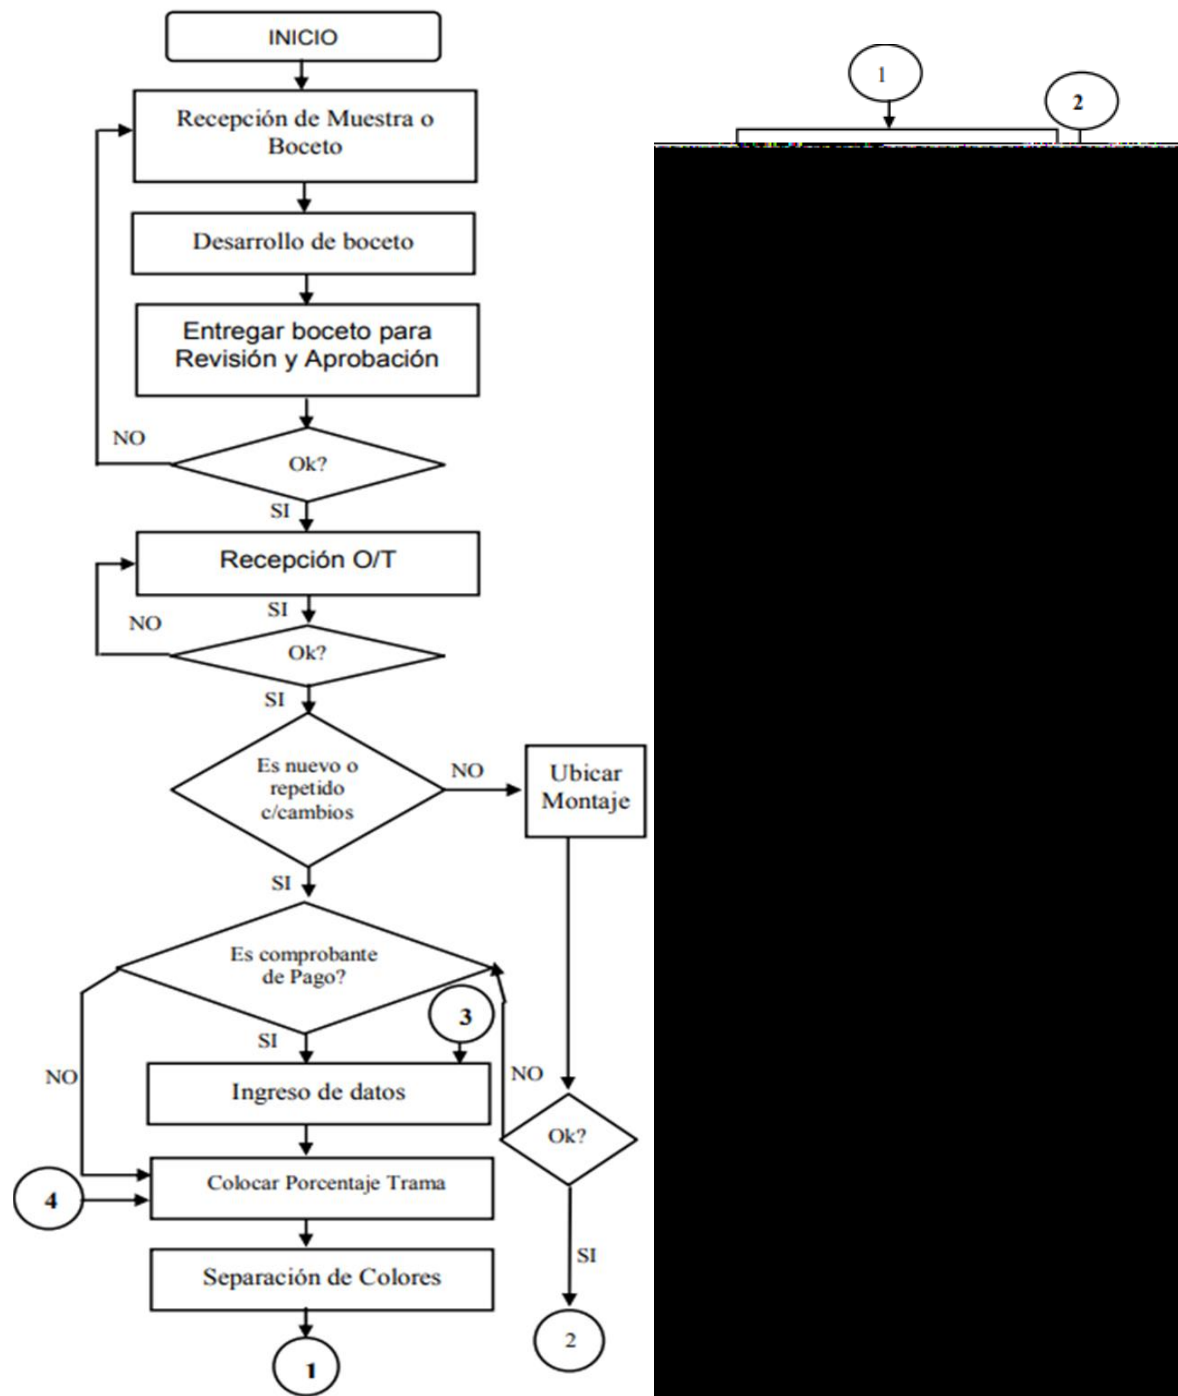 INICIO
Recepción de Muestra o
Boceto
Desarrollo de boceto
Entregar boceto para
Revisión y Aprobación
NO
Ok?
SI
Recepción O/T
SI
NO
Ok?
SI
Es nuevo o
repetido
c/cambios
NO
Ubicar
Montaje
SI
Es comprobante
de Pago?
3
SI
NO
Ingreso de datos
NO
Ok?
Colocar Porcentaje Trama
4
SI
Separación de Colores
2
1
1
2